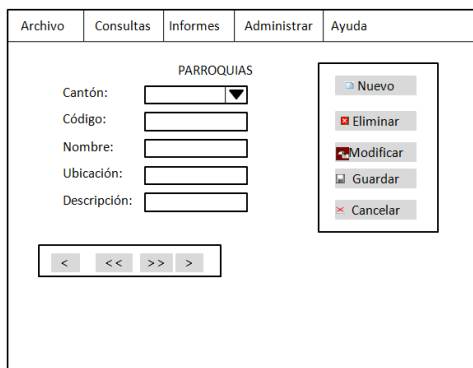 Archivo Consultas Informes Administrar Ayuda
PARROQUIAS
Cantón:
Código:
Nombre:
Ubicación:
Descripción:
Nuevo
Eliminar
Modificar
Guardar
Cancelar
< << >> >